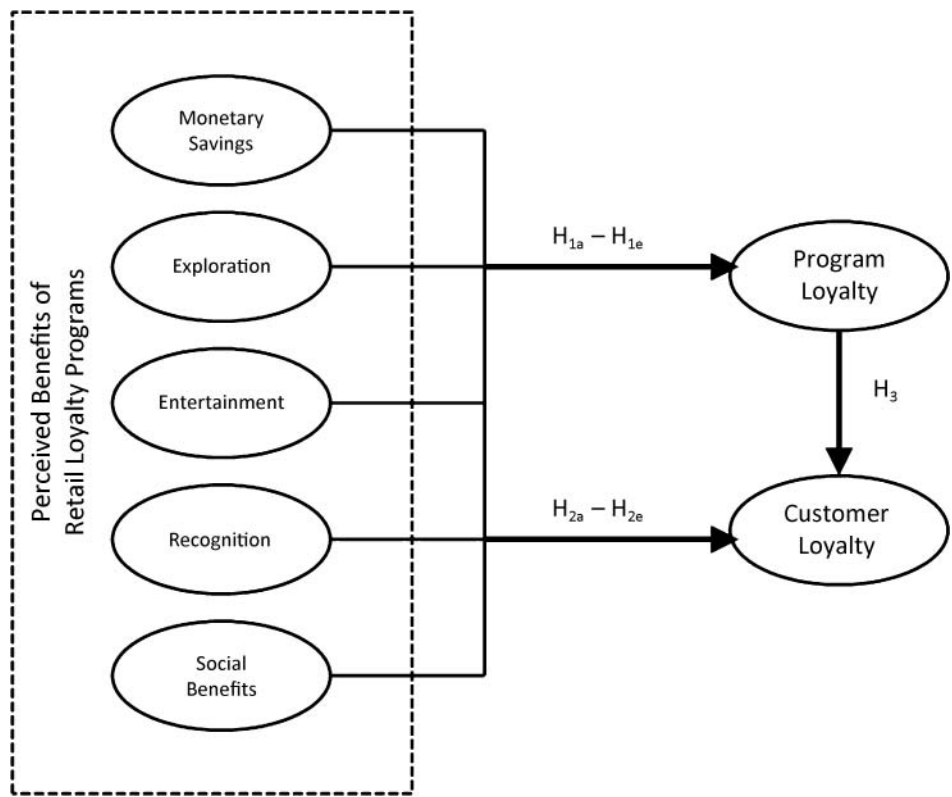 Perceived Benefits of
Retail Loyalty Programs
Monetary
Savings
Exploration
Entertainment
Recognition
Social
Benefits
H1a – H1e
H2a – H2e
Program
Loyalty
H3
Customer
Loyalty